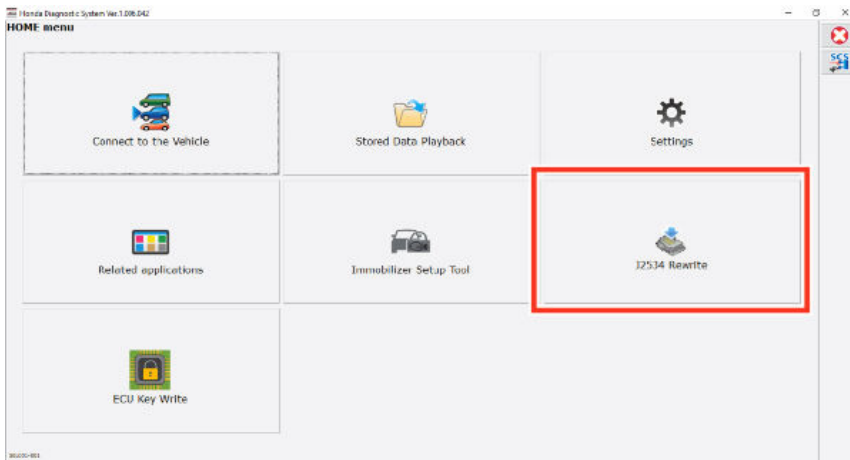 Honda Diagnostic System Ver.1.006.042
HOME menu
SCS
Connect to the Vehicle
Stored Data Playback
Settings
Related applications
Immobilizer Setup Tool
J2534 Rewrite
ECU Key Write